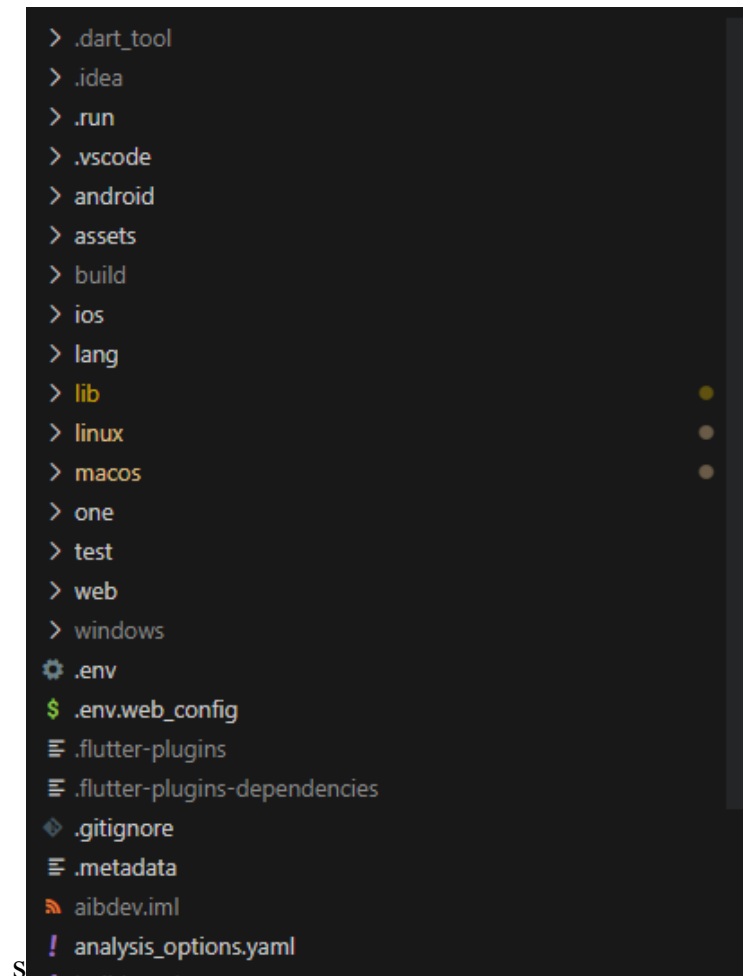 .dart_tool
.idea
.run
.vscode
android
assets
build
ios
lang
lib
linux
macos
one
test
web
windows
.env
$ .env.web_config
.flutter-plugins
.flutter-plugins-dependencies
.gitignore
.metadata
aibdev.iml
! analysis_options.yaml
s